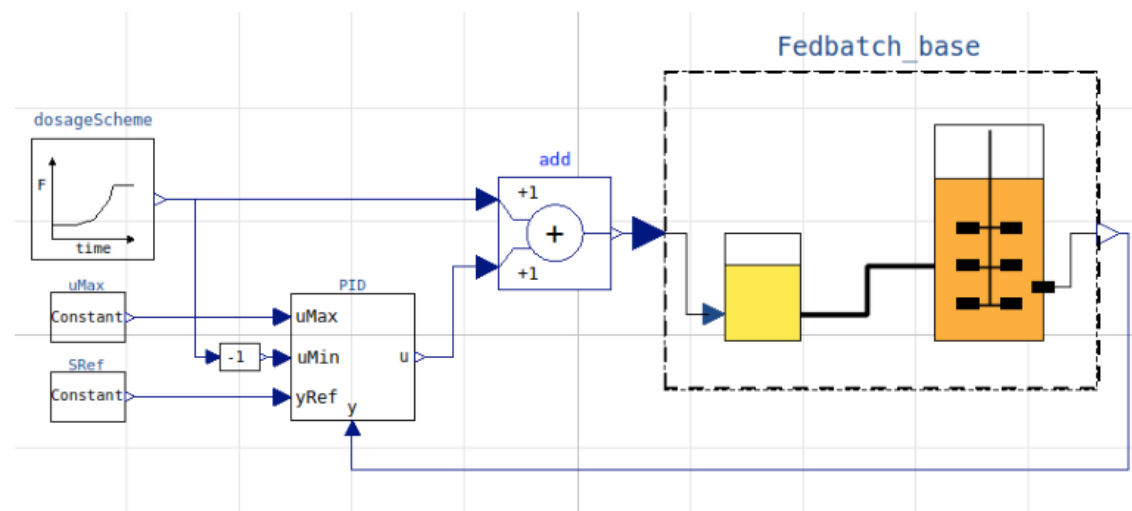 Fedbatch_base
dosageScheme
F
time
add
+1
+
+1
uMax
Constant
PID
uMax
-1
uMin
u
SRef
Constant
yRef
y